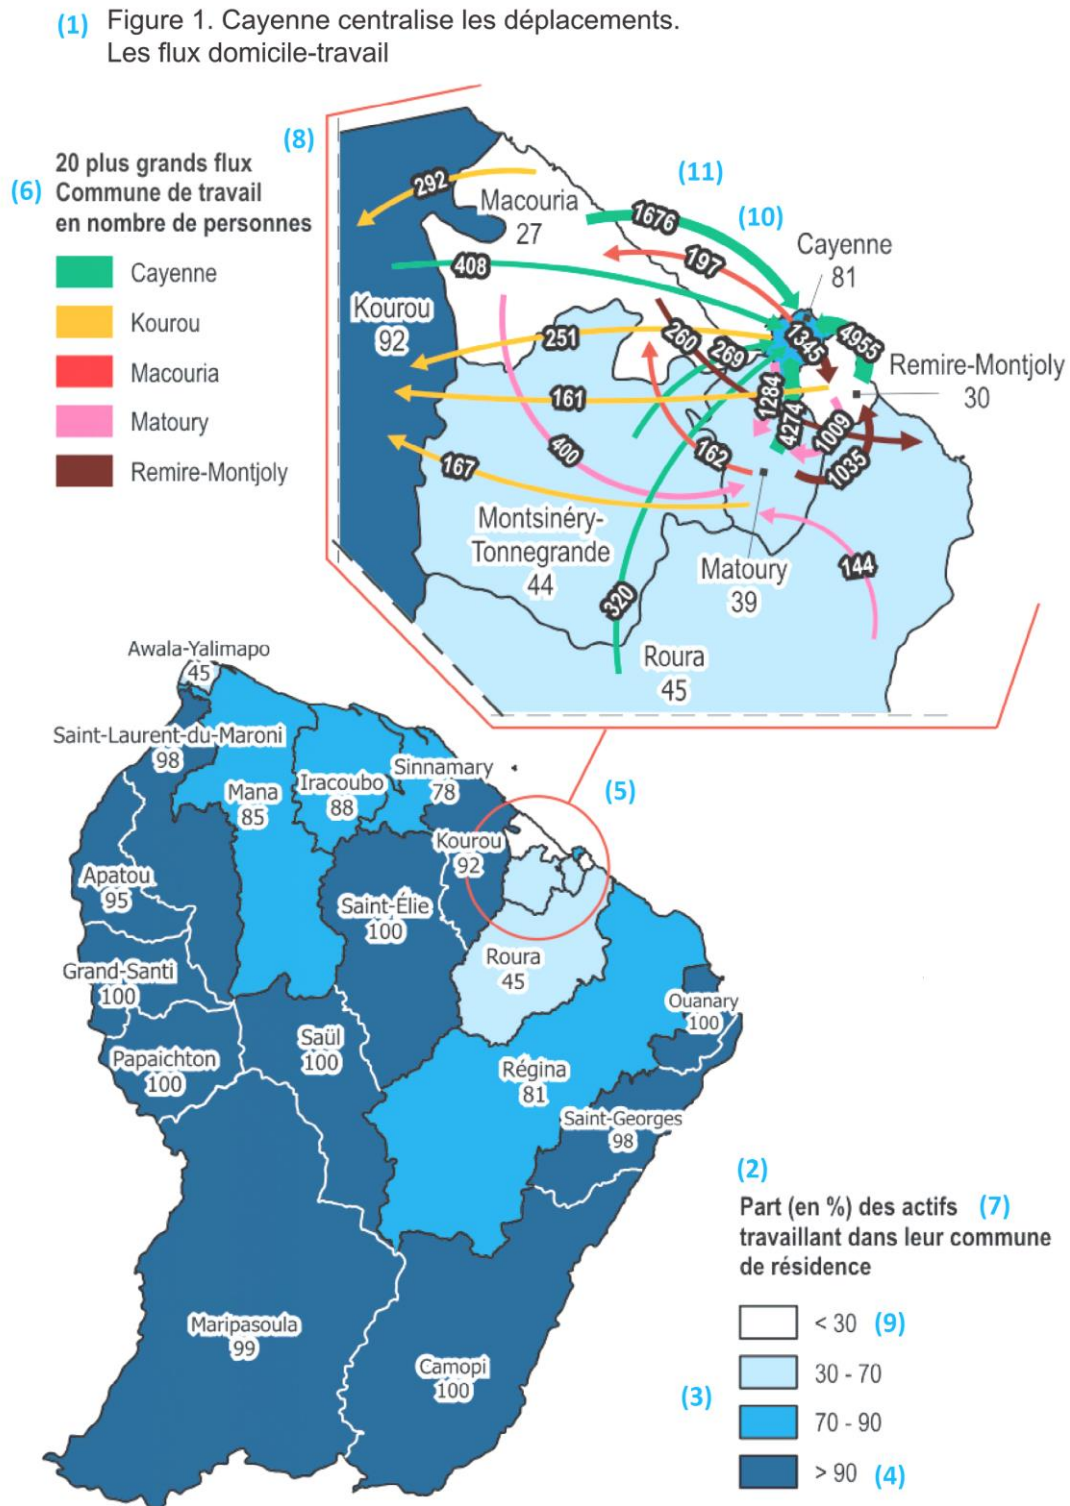 (1) Figure 1. Cayenne centralise les déplacements.
Les flux domicile-travail
(8)
20 plus grands flux
(6) Commune de travail
en nombre de personnes
Cayenne
Kourou
Macouria
Matoury
Remire-Montjoly
(11)
(10)
292
Macouria
27
1676
197
Cayenne
81
408
Kourou
92
251
260
269
1345
4955
Remire-Montjoly
30
161
1284
4274
1009
400
162
1035
167
Montsinéry-
Tonnegrande
44
Matoury
39
144
320
Roura
45
Awala-Yalimapo
45
Saint-Laurent-du-Maroni
98
Mana
85
Iracoubo
88
Sinnamary
78
(5)
Kourou
92
Apatou
95
Saint-Élie
100
Grand-Santi
100
Roura
45
Ouanary
100
Papaichton
100
Saül
100
Régina
81
Saint-Georges
98
Maripasoula
99
Camopi
100
(2)
Part (en %) des actifs (7)
travaillant dans leur commune
de résidence
< 30 (9)
30 - 70
(3)
70 - 90
> 90 (4)